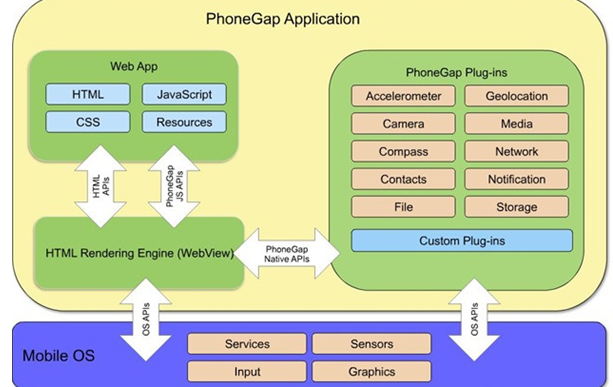 PhoneGap Application
Web App
HTML
JavaScript
CSS
Resources
HTML
APIs
PhoneGap
JS APIs
HTML Rendering Engine (WebView)
PhoneGap
Native APIs
PhoneGap Plug-ins
Accelerometer
Geolocation
Camera
Media
Compass
Network
Contacts
Notification
File
Storage
Custom Plug-ins
OS APIs
OS APIs
Mobile OS
Services
Sensors
Input
Graphics